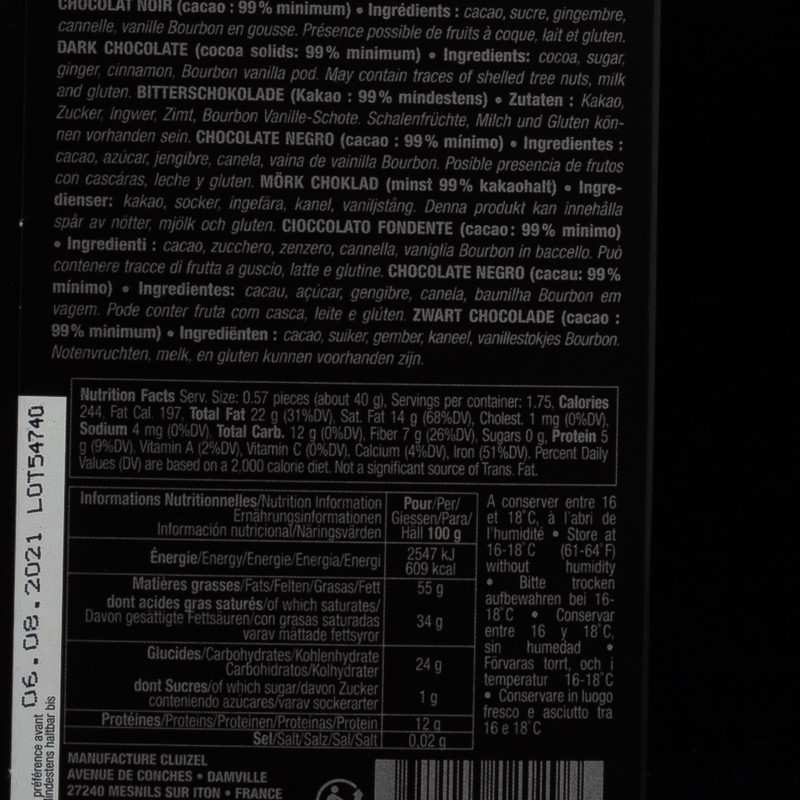 CHOCOLAT NOIR (cacao : 99% minimum) • Ingrédients : cacao, sucre, gingembre,
cannelle, vanille Bourbon en gousse. Présence possible de fruits à coque, lait et gluten.
DARK CHOCOLATE (cocoa solids: 99% minimum) • Ingredients: cocoa, sugar,
ginger, cinnamon, Bourbon vanilla pod. May contain traces of shelled tree nuts, milk
and gluten. BITTERSCHOKOLADE (Kakao : 99% mindestens) • Zutaten : Kakao,
Zucker, Ingwer, Zimt, Bourbon Vanille-Schote. Schalenfrüchte, Milch und Gluten kön-
nen vorhanden sein. CHOCOLATE NEGRO (cacao : 99% mínimo) • Ingredientes :
cacao, azúcar, jengibre, canela, vaina de vainilla Bourbon. Posible presencia de frutos
con cascáras, leche y gluten. MÖRK CHOKLAD (minst 99% kakaohalt) • Ingre-
dienser: kakao, socker, ingefära, kanel, vaniljstång. Denna produkt kan innehålla
spår av nötter, mjölk och gluten. CIOCCOLATO FONDENTE (cacao: 99% minimo)
• Ingredienti : cacao, zucchero, zenzero, cannella, vaniglia Bourbon in baccello. Può
contenere tracce di frutta a guscio, latte e glutine. CHOCOLATE NEGRO (cacau: 99%
mínimo) • Ingredientes: cacau, açúcar, gengibre, canela, baunilha Bourbon em
vagem. Pode conter fruta com casca, leite e glúten. ZWART CHOCOLADE (cacao :
99% minimum) • Ingrediënten : cacao, suiker, gember, kaneel, vanillestokjes Bourbon.
Notenvruchten, melk, en gluten kunnen voorhanden zijn.
Nutrition Facts Serv. Size: 0.57 pieces (about 40 g), Servings per container: 1.75, Calories
244, Fat Cal. 197, Total Fat 22 g (31%DV), Sat. Fat 14 g (68%DV), Cholest. 1 mg (0%DV),
Sodium 4 mg (0%DV), Total Carb. 12 g (0%DV), Fiber 7 g (26%DV), Sugars 0 g, Protein 5
g (9%DV), Vitamin A (2%DV), Vitamin C (0%DV), Calcium (4%DV), Iron (51%DV). Percent Daily
Values (DV) are based on a 2,000 calorie diet. Not a significant source of Trans. Fat.
Informations Nutritionnelles/Nutrition Information
Ernährungsinformationen
Información nutricional/Näringsvärden
Pour/Per/
Giessen/Para/
Häll 100 g
Énergie/Energy/Energie/Energía/Energi
2547 kJ
609 kcal
Matières grasses/Fats/Felten/Grasas/Fett
55 g
dont acides gras saturés/of which saturates/
Davon gesättigte Fettsäuren/con grasas saturadas
varav mättade fettsyror
34 g
Glucides/Carbohydrates/Kohlenhydrate
Carbohidratos/Kolhydrater
24 g
dont Sucres/of which sugar/davon Zucker
conteniendo azúcares/varav sockerarter
1 g
Protéines/Proteins/Proteinen/Proteínas/Protein
12 g
Sel/Salt/Salz/Sal/Salt
0,02 g
A conserver entre 16
et 18°C, à l'abri de
l'humidité • Store at
16-18°C (61-64°F)
without humidity
• Bitte trocken
aufbewahren bei 16-
18°C • Conservar
entre 16 y 18°C,
sin humedad •
Förvaras torrt, och i
temperatur 16-18°C
• Conservare in luogo
fresco e asciutto tra
16 e 18°C
MANUFACTURE CLUIZEL
AVENUE DE CONCHES • DAMVILLE
27240 MESNILS SUR ITON • FRANCE
06.08.2021 LOT54740
préférence avant
lindestens haltbar bis